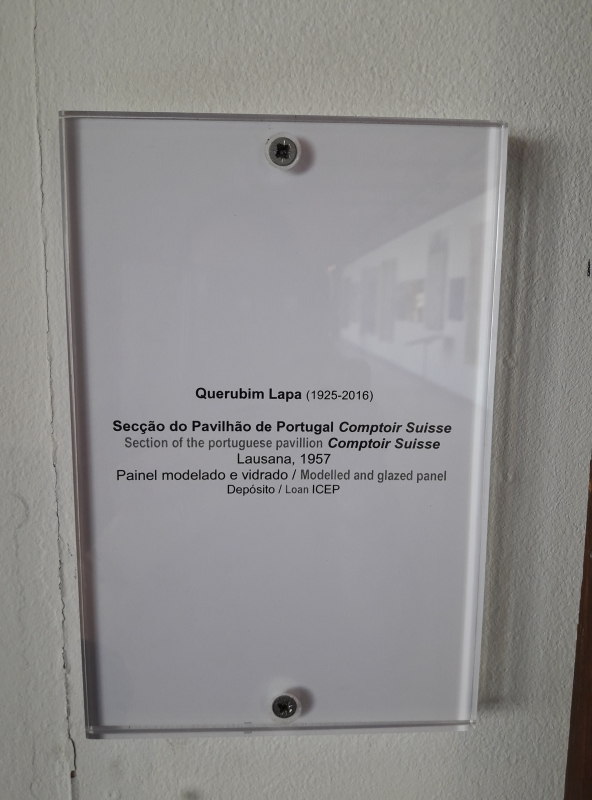 Querubim Lapa (1925-2016)
Secção do Pavilhão de Portugal Comptoir Suisse
Section of the portuguese pavillion Comptoir Suisse
Lausana, 1957
Painel modelado e vidrado / Modelled and glazed panel
Depósito / Loan ICEP